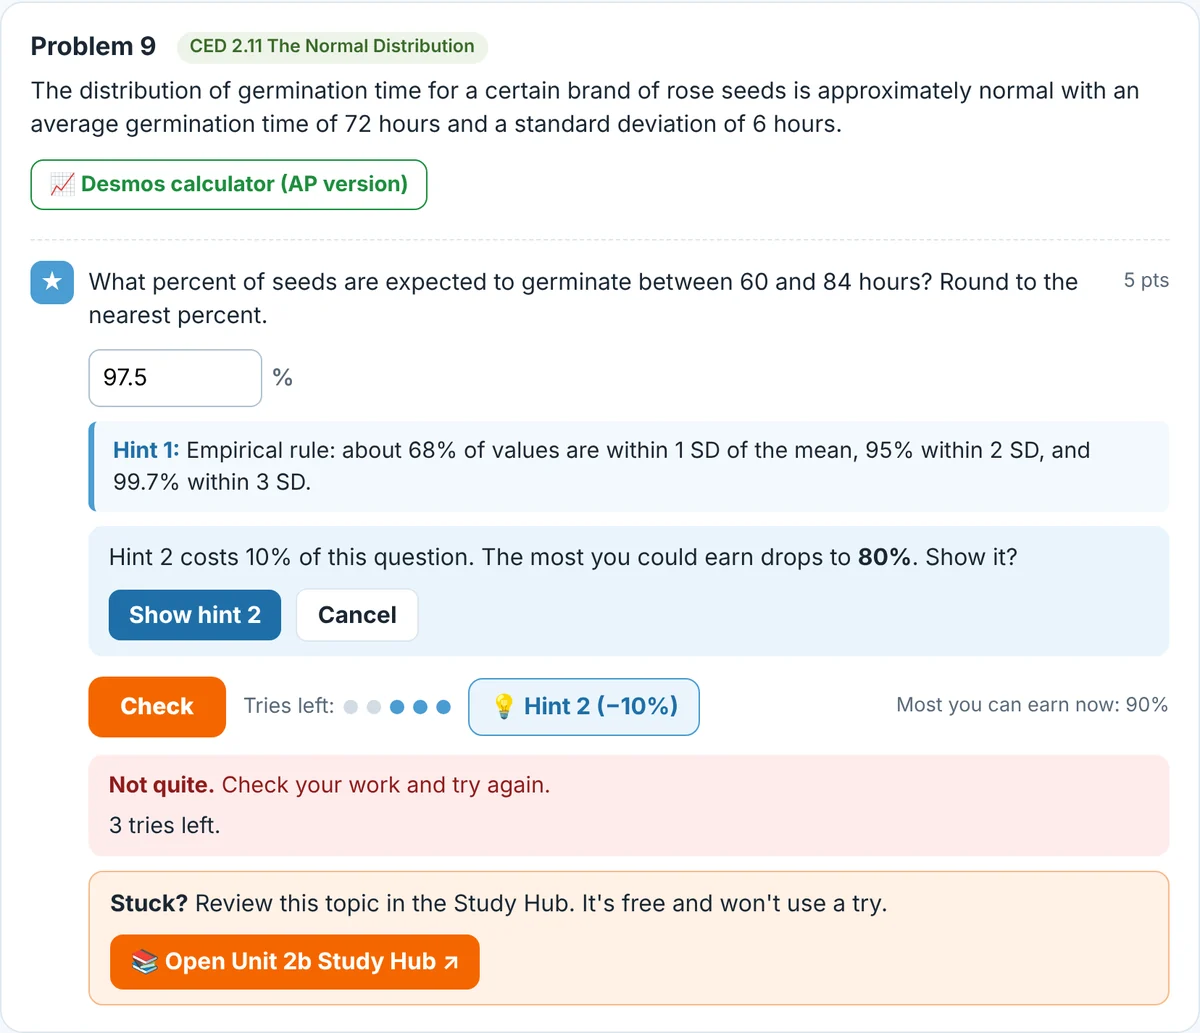 Problem 9 CED 2.11 The Normal Distribution
The distribution of germination time for a certain brand of rose seeds is approximately normal with an
average germination time of 72 hours and a standard deviation of 6 hours.
📈 Desmos calculator (AP version)
★ What percent of seeds are expected to germinate between 60 and 84 hours? Round to the 5 pts
nearest percent.
97.5 %
Hint 1: Empirical rule: about 68% of values are within 1 SD of the mean, 95% within 2 SD, and
99.7% within 3 SD.
Hint 2 costs 10% of this question. The most you could earn drops to 80%. Show it?
Show hint 2 Cancel
Check Tries left: 💡 Hint 2 (−10%) Most you can earn now: 90%
Not quite. Check your work and try again.
3 tries left.
Stuck? Review this topic in the Study Hub. It's free and won't use a try.
📚 Open Unit 2b Study Hub ↗